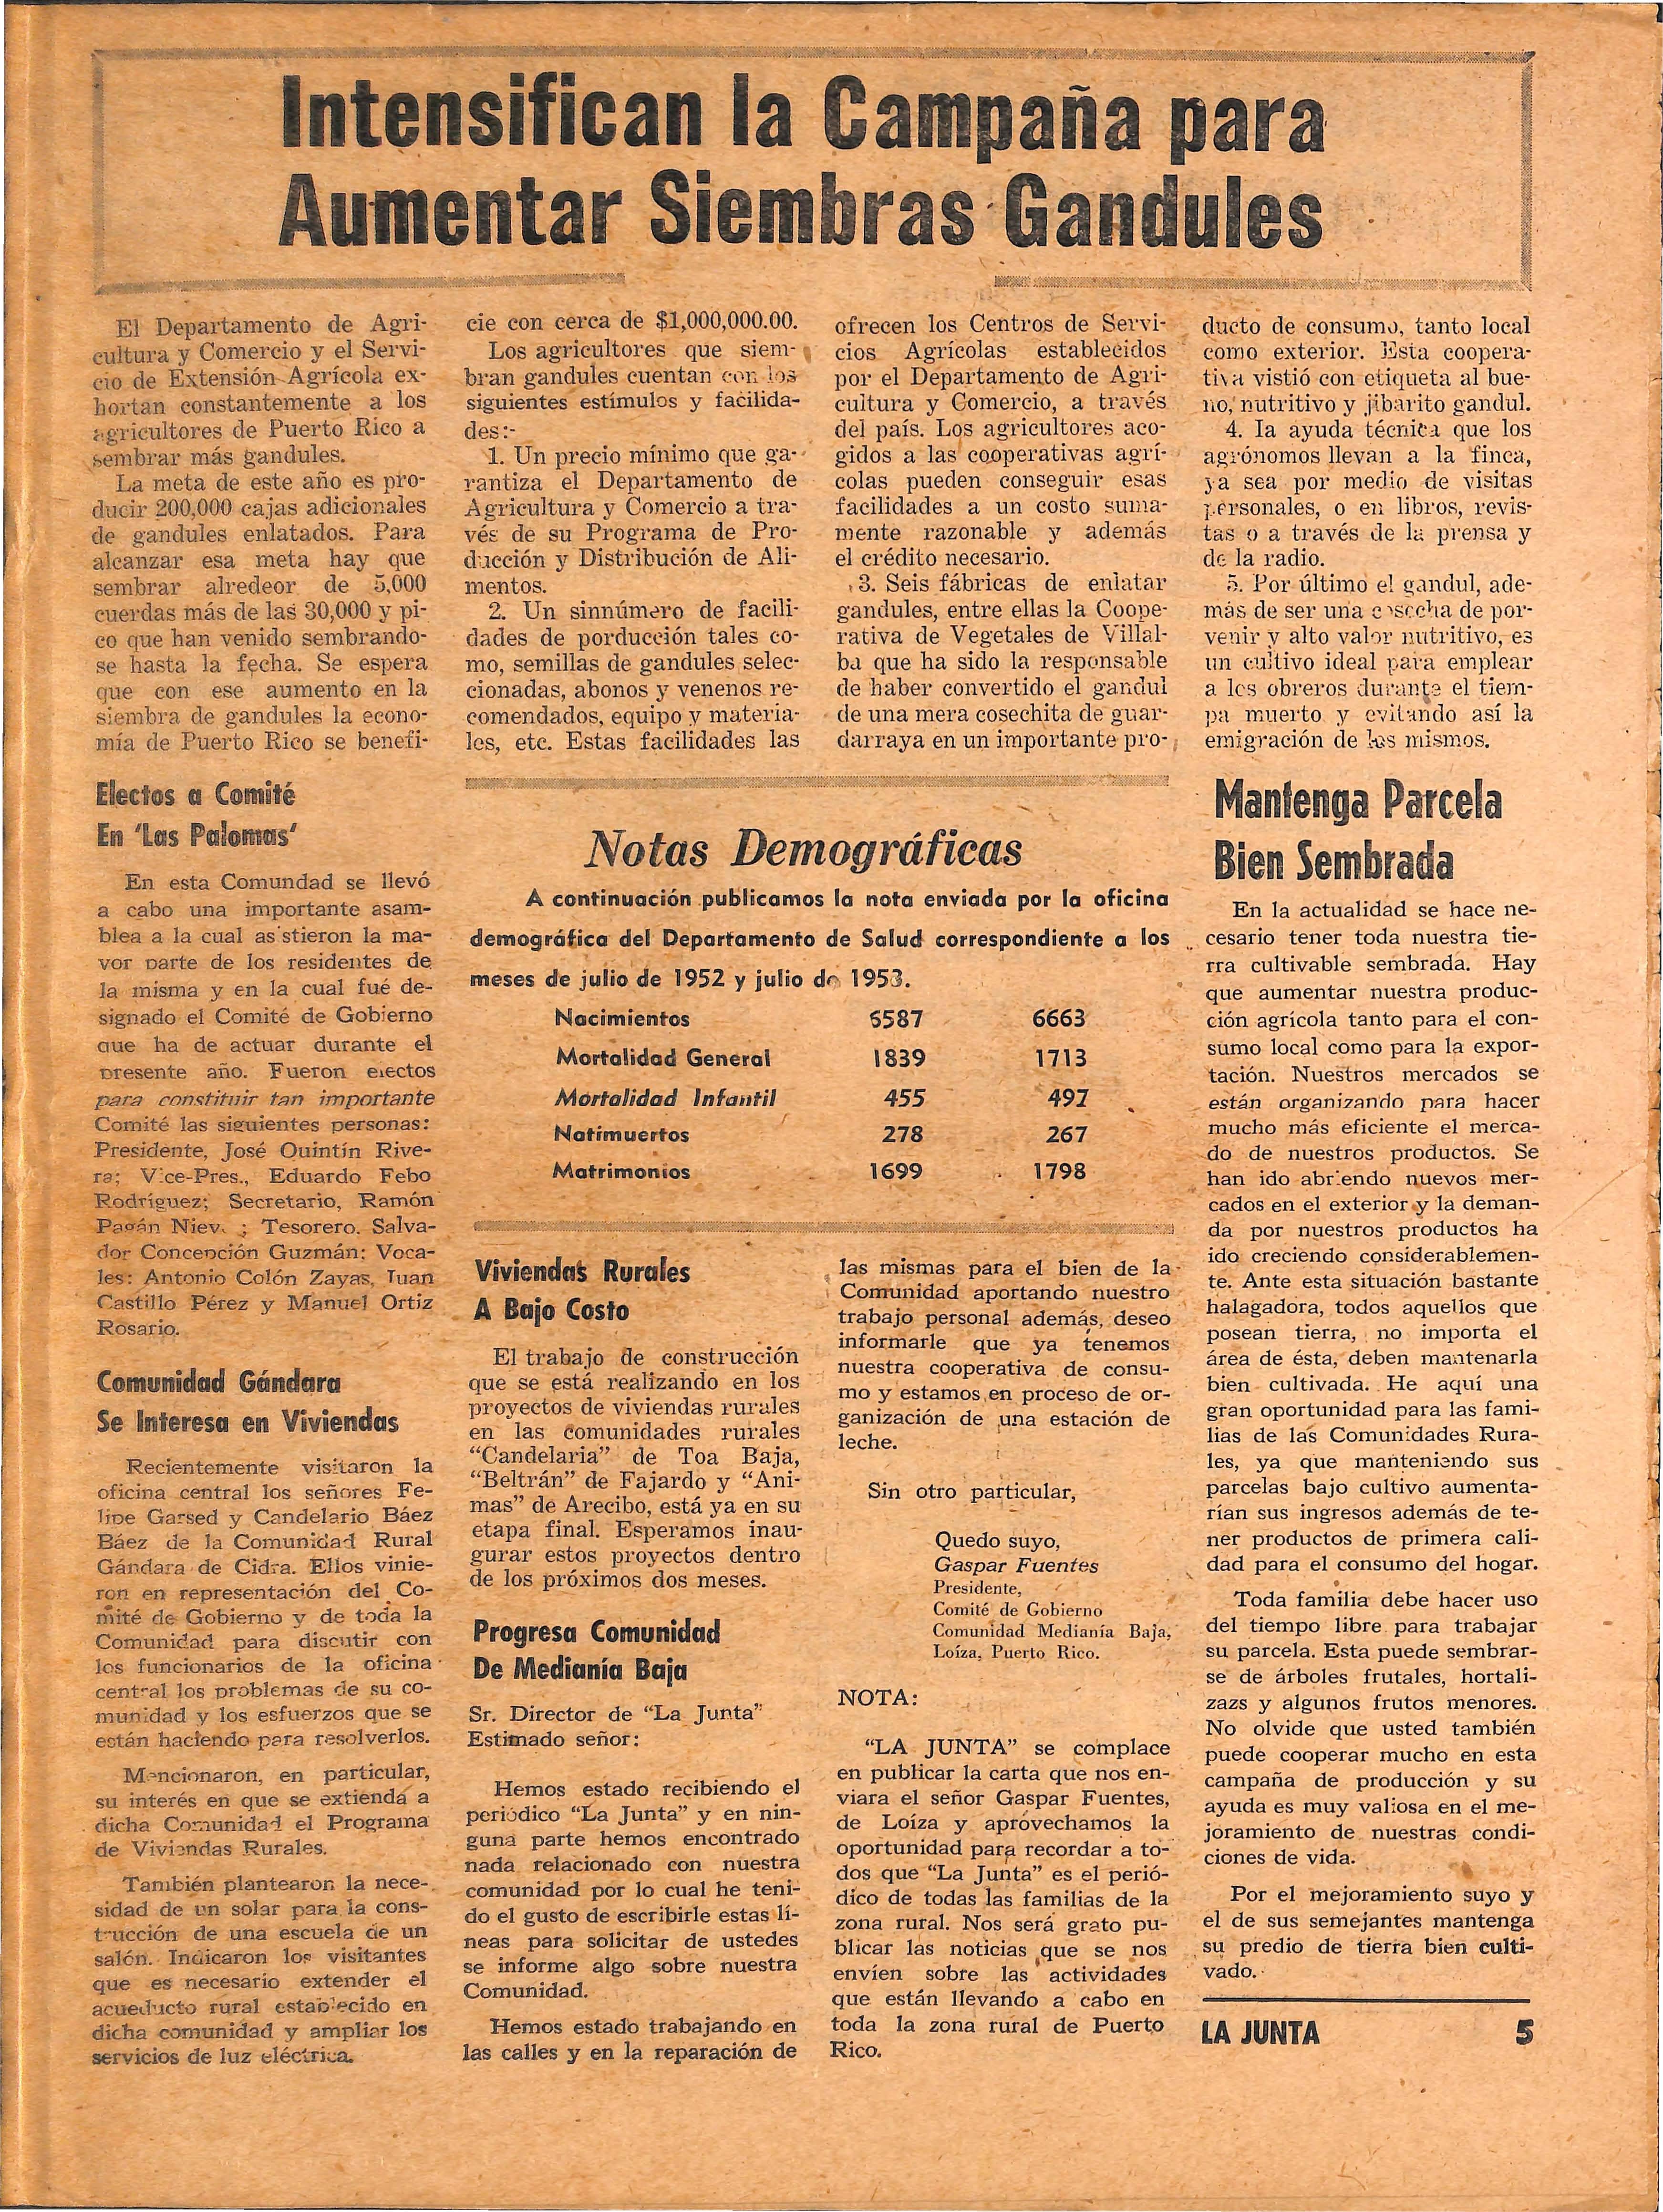 Intensifican la Campaña para
Aumentar Siembras Gandules
El Departamento de Agri-
cultura y Comercio y el Servi-
cio de Extensión Agrícola ex-
hortan constantemente a los
agricultores de Puerto Rico a
sembrar más gandules.
La meta de este año es pro-
ducir 200,000 cajas adicionales
de gandules enlatados. Para
alcanzar esa meta hay que
sembrar alredeor de 5,000
cuerdas más de las 30,000 y pi-
co que han venido sembrando-
se hasta la fecha. Se espera
que con ese aumento en la
siembra de gandules la econo-
mía de Puerto Rico se benefi-
cie con cerca de $1,000,000.00.
Los agricultores que siem-
bran gandules cuentan con los
siguientes estímulos y facilida-
des:-
1. Un precio mínimo que ga-
rantiza el Departamento de
Agricultura y Comercio a tra-
vés de su Programa de Pro-
ducción y Distribución de Ali-
mentos.
2. Un sinnúmero de facili-
dades de porducción tales co-
mo, semillas de gandules selec-
cionadas, abonos y venenos re-
comendados, equipo y materia-
les, etc. Estas facilidades las
ofrecen los Centros de Servi-
cios Agrícolas establecidos
por el Departamento de Agri-
cultura y Comercio, a través
del país. Los agricultores aco-
gidos a las cooperativas agrí-
colas pueden conseguir esas
facilidades a un costo suma-
mente razonable y además
el crédito necesario.
3. Seis fábricas de enlatar
gandules, entre ellas la Coope-
rativa de Vegetales de Villal-
ba que ha sido la responsable
de haber convertido el gandul
de una mera cosechita de guar-
darraya en un importante pro-
ducto de consumo, tanto local
como exterior. Esta coopera-
tiva vistió con etiqueta al bue-
no, nutritivo y jibarito gandul.
4. la ayuda técnica que los
agrónomos llevan a la finca,
ya sea por medio de visitas
personales, o en libros, revis-
tas o a través de la prensa y
de la radio.
5. Por último el gandul, ade-
más de ser una cosecha de por-
venir y alto valor nutritivo, es
un cultivo ideal para emplear
a los obreros durante el tiem-
pa muerto y evitando así la
emigración de los mismos.
Electos a Comité
En 'Las Palomas'
En esta Comundad se llevó
a cabo una importante asam-
blea a la cual asistieron la ma-
yor parte de los residentes de
la misma y en la cual fué de-
signado el Comité de Gobierno
que ha de actuar durante el
presente año. Fueron electos
para constituir tan importante
Comité las siguientes personas:
Presidente, José Quintín Rive-
ra; Vice-Pres., Eduardo Febo
Rodríguez; Secretario, Ramón
Pagán ; Tesorero. Salva-
dor Concepción Guzmán; Voca-
les: Antonio Colón Zayas, Juan
Castillo Pérez y Manuel Ortiz
Rosario.
Comunidad Gándara
Se Interesa en Viviendas
Recientemente visitaron la
oficina central los señores Fe-
lipe Garsed y Candelario Báez
Báez de la Comunidad Rural
Gándara de Cidra. Ellos vinie-
ron en representación del Co-
mité de Gobierno y de toda la
Comunidad para discutir con
los funcionarios de la oficina
central los problemas de su co-
munidad y los esfuerzos que se
están haciendo para resolverlos.
Mencionaron, en particular,
su interés en que se extienda a
dicha Comunidad el Programa
de Viviendas Rurales.
También plantearon la nece-
sidad de un solar para la cons-
trucción de una escuela de un
salón. Indicaron los visitantes
que es necesario extender el
acueducto rural establecido en
dicha comunidad y ampliar los
servicios de luz eléctrica.
Notas Demográficas
A continuación publicamos la nota enviada por la oficina
demográfica del Departamento de Salud correspondiente a los
meses de julio de 1952 y julio de 1953.
Nacimientos 6587 6663
Mortalidad General 1839 1713
Mortalidad Infantil 455 497
Natimuertos 278 267
Matrimonios 1699 1798
Viviendas Rurales
A Bajo Costo
El trabajo de construcción
que se está realizando en los
proyectos de viviendas rurales
en las comunidades rurales
"Candelaria" de Toa Baja,
"Beltrán" de Fajardo y "Ani-
mas" de Arecibo, está ya en su
etapa final. Esperamos inau-
gurar estos proyectos dentro
de los próximos dos meses.
Progresa Comunidad
De Medianía Baja
Sr. Director de "La Junta"
Estimado señor:
Hemos estado recibiendo el
periódico "La Junta" y en nin-
guna parte hemos encontrado
nada relacionado con nuestra
comunidad por lo cual he teni-
do el gusto de escribirle estas lí-
neas para solicitar de ustedes
se informe algo sobre nuestra
Comunidad.
Hemos estado trabajando en
las calles y en la reparación de
las mismas para el bien de la
Comunidad aportando nuestro
trabajo personal además, deseo
informarle que ya tenemos
nuestra cooperativa de consu-
mo y estamos en proceso de or-
ganización de una estación de
leche.
Sin otro particular,
Quedo suyo,
Gaspar Fuentes
Presidente,
Comité de Gobierno
Comunidad Medianía Baja,
Loíza, Puerto Rico.
NOTA:
"LA JUNTA" se complace
en publicar la carta que nos en-
viara el señor Gaspar Fuentes,
de Loíza y aprovechamos la
oportunidad para recordar a to-
dos que "La Junta" es el perió-
dico de todas las familias de la
zona rural. Nos será grato pu-
blicar las noticias que se nos
envíen sobre las actividades
que están llevando a cabo en
toda la zona rural de Puerto
Rico.
Mantenga Parcela
Bien Sembrada
En la actualidad se hace ne-
cesario tener toda nuestra tie-
rra cultivable sembrada. Hay
que aumentar nuestra produc-
ción agrícola tanto para el con-
sumo local como para la expor-
tación. Nuestros mercados se
están organizando para hacer
mucho más eficiente el merca-
do de nuestros productos. Se
han ido abriendo nuevos mer-
cados en el exterior y la deman-
da por nuestros productos ha
ido creciendo considerablemen-
te. Ante esta situación bastante
halagadora, todos aquellos que
posean tierra, no importa el
área de ésta, deben mantenarla
bien cultivada. He aquí una
gran oportunidad para las fami-
lias de las Comunidades Rura-
les, ya que manteniendo sus
parcelas bajo cultivo aumenta-
rían sus ingresos además de te-
ner productos de primera cali-
dad para el consumo del hogar.
Toda familia debe hacer uso
del tiempo libre para trabajar
su parcela. Esta puede sembrar-
se de árboles frutales, hortali-
zazs y algunos frutos menores.
No olvide que usted también
puede cooperar mucho en esta
campaña de producción y su
ayuda es muy valiosa en el me-
joramiento de nuestras condi-
ciones de vida.
Por el mejoramiento suyo y
el de sus semejantes mantenga
su predio de tierra bien culti-
vado.
LA JUNTA 5